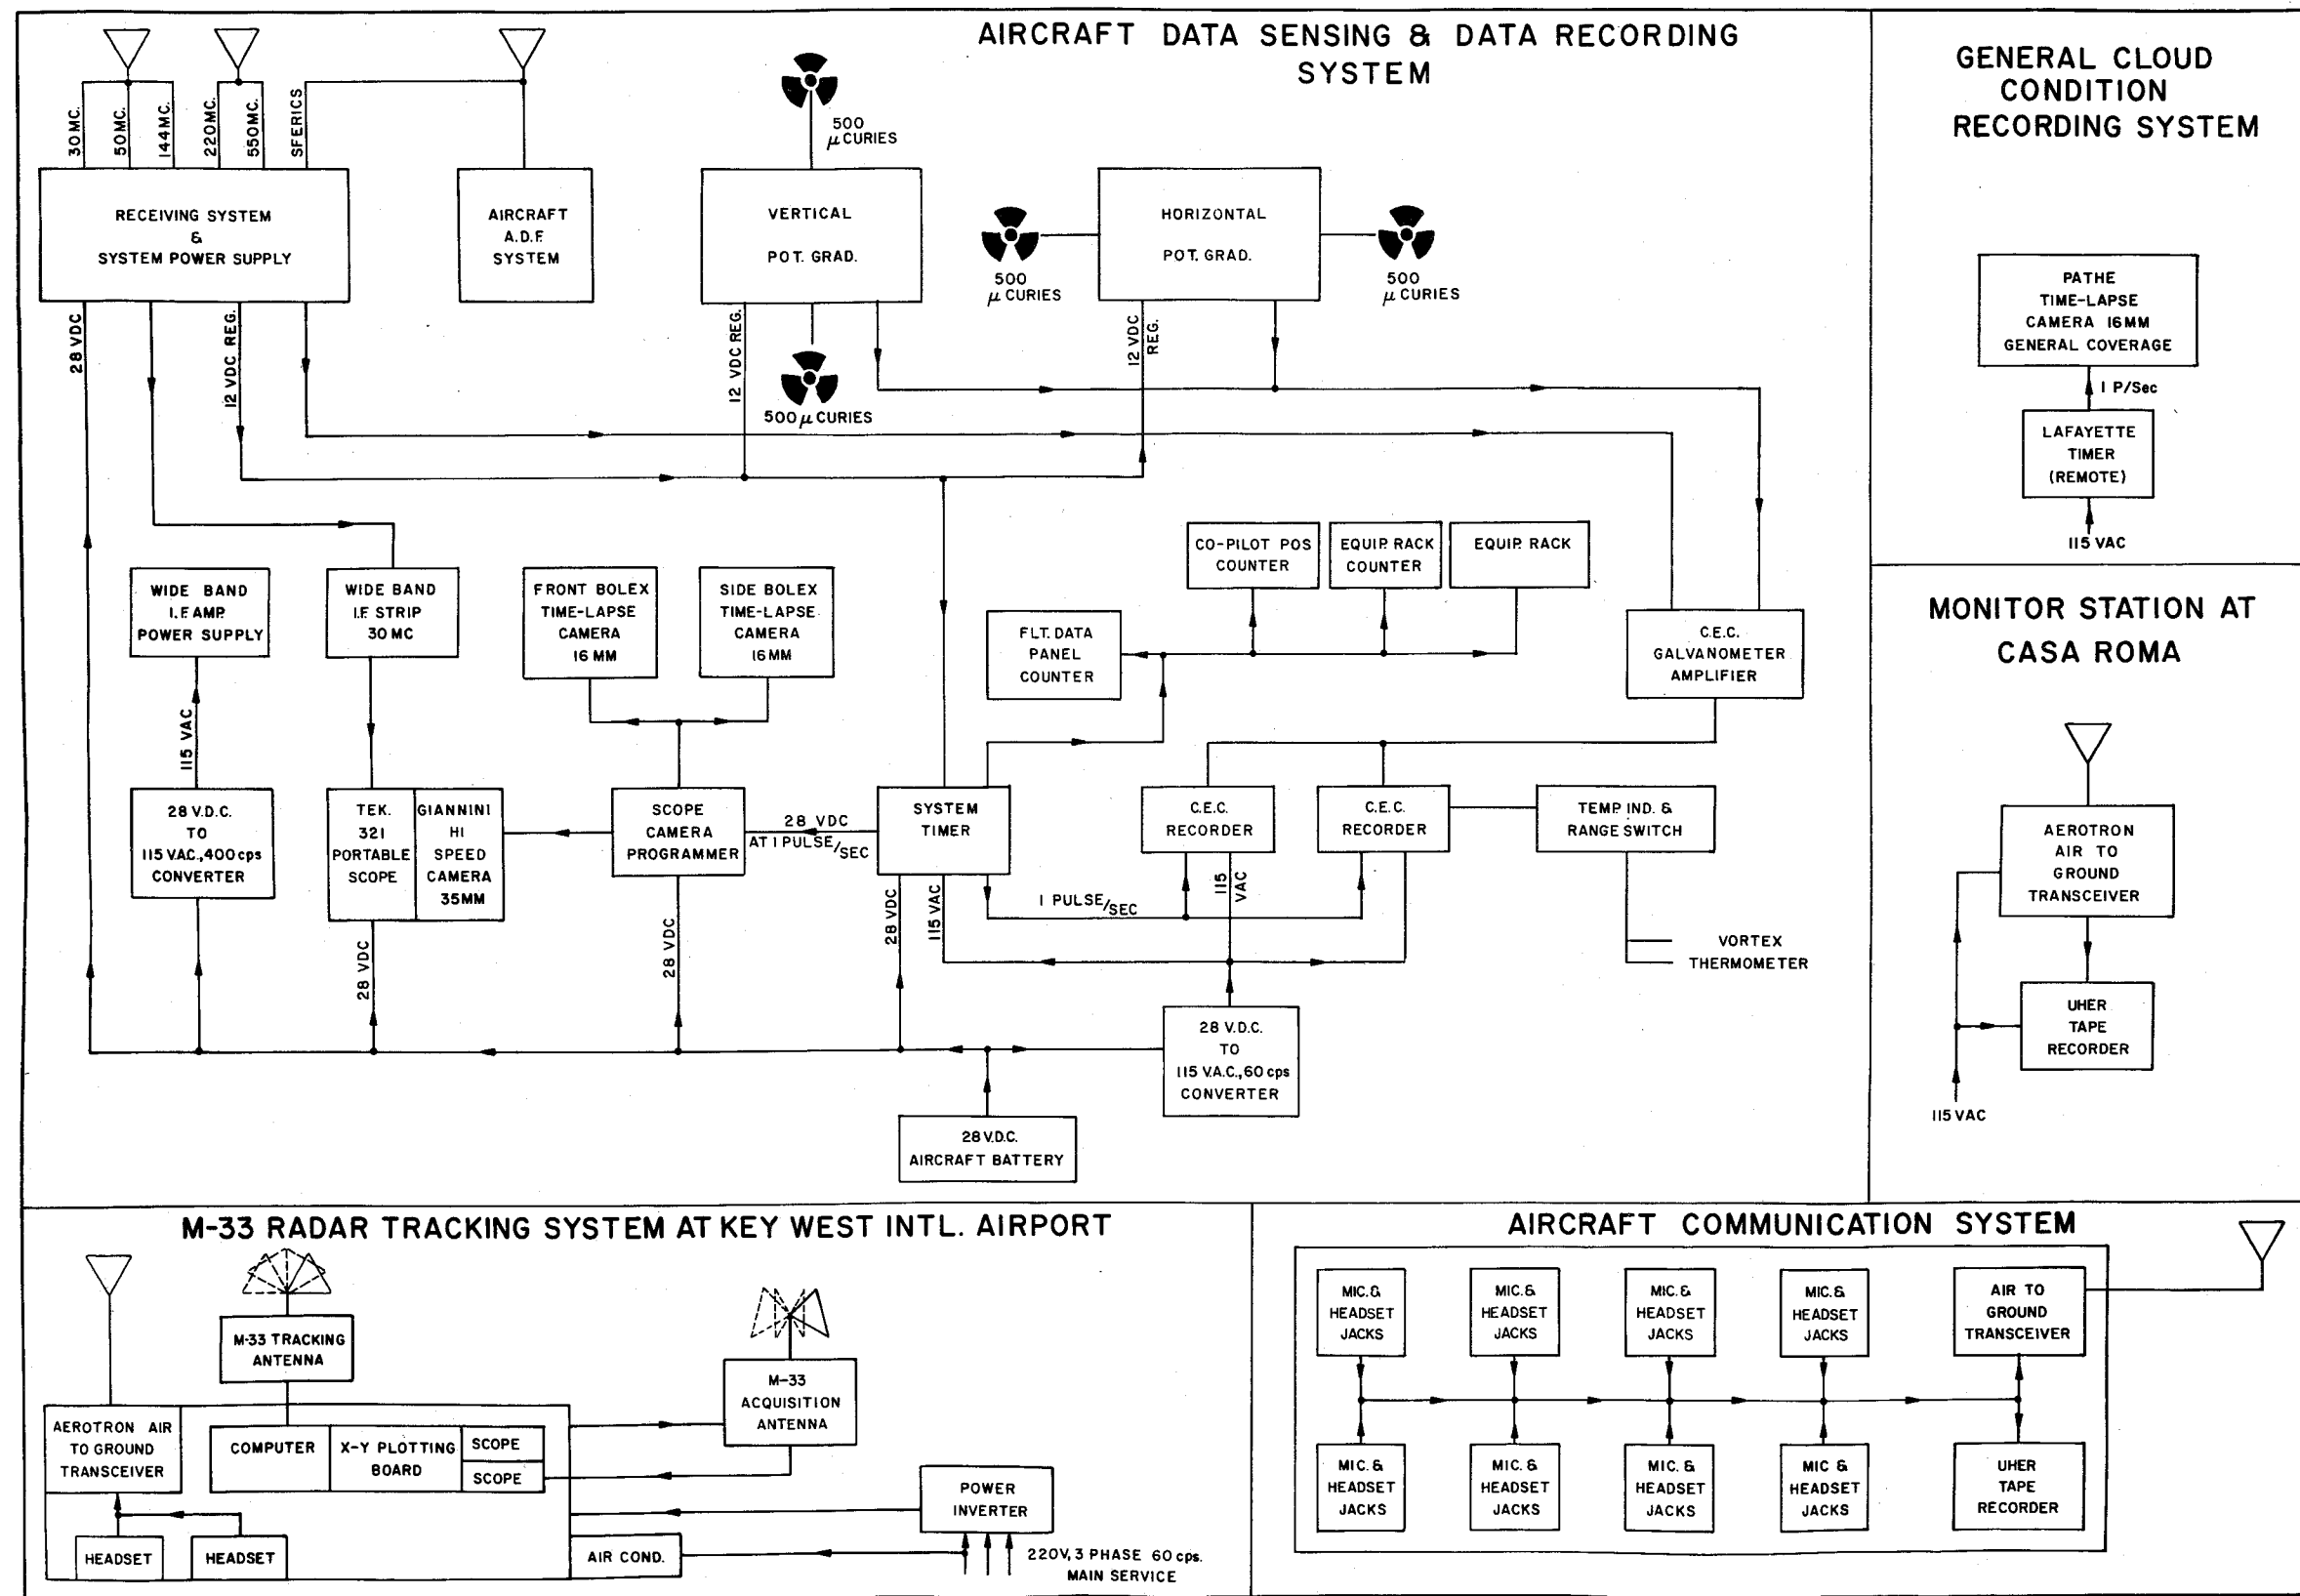 AIRCRAFT DATA SENSING & DATA RECORDING
SYSTEM
30MC.
50MC.
144MC.
220MC.
550MC.
SFERICS
500
μ CURIES
RECEIVING SYSTEM
&
SYSTEM POWER SUPPLY
AIRCRAFT
A.D.F.
SYSTEM
VERTICAL
POT. GRAD.
HORIZONTAL
POT. GRAD.
500
μ CURIES
500
μ CURIES
500 μ CURIES
28 VDC
12 VDC REG.
12 VDC REG.
12 VDC
REG.
WIDE BAND
I.F. AMP.
POWER SUPPLY
WIDE BAND
I.F. STRIP
30 MC
FRONT BOLEX
TIME-LAPSE
CAMERA
16 MM
SIDE BOLEX
TIME-LAPSE
CAMERA
16 MM
CO-PILOT POS
COUNTER
EQUIP. RACK
COUNTER
EQUIP. RACK
FLT. DATA
PANEL
COUNTER
C.E.C.
GALVANOMETER
AMPLIFIER
115 VAC
28 V.D.C.
TO
115 V.A.C., 400 cps
CONVERTER
TEK.
321
PORTABLE
SCOPE
GIANNINI
HI
SPEED
CAMERA
35MM
SCOPE
CAMERA
PROGRAMMER
28 VDC
AT 1 PULSE/SEC
SYSTEM
TIMER
C.E.C.
RECORDER
C.E.C.
RECORDER
TEMP. IND. &
RANGE SWITCH
28 VDC
28 VDC
28 VDC
115 VAC
1 PULSE/SEC
115
VAC
VORTEX
THERMOMETER
28 V.D.C.
TO
115 V.A.C., 60 cps
CONVERTER
28 V.D.C.
AIRCRAFT BATTERY
GENERAL CLOUD
CONDITION
RECORDING SYSTEM
PATHE
TIME-LAPSE
CAMERA 16MM
GENERAL COVERAGE
1 P/Sec
LAFAYETTE
TIMER
(REMOTE)
115 VAC
MONITOR STATION AT
CASA ROMA
AEROTRON
AIR TO
GROUND
TRANSCEIVER
UHER
TAPE
RECORDER
115 VAC
M-33 RADAR TRACKING SYSTEM AT KEY WEST INTL. AIRPORT
M-33 TRACKING
ANTENNA
M-33
ACQUISITION
ANTENNA
AEROTRON AIR
TO GROUND
TRANSCEIVER
COMPUTER
X-Y PLOTTING
BOARD
SCOPE
SCOPE
POWER
INVERTER
HEADSET
HEADSET
AIR COND.
220V, 3 PHASE 60 cps.
MAIN SERVICE
AIRCRAFT COMMUNICATION SYSTEM
MIC. &
HEADSET
JACKS
MIC. &
HEADSET
JACKS
MIC. &
HEADSET
JACKS
MIC. &
HEADSET
JACKS
AIR TO
GROUND
TRANSCEIVER
MIC. &
HEADSET
JACKS
MIC. &
HEADSET
JACKS
MIC. &
HEADSET
JACKS
MIC &
HEADSET
JACKS
UHER
TAPE
RECORDER